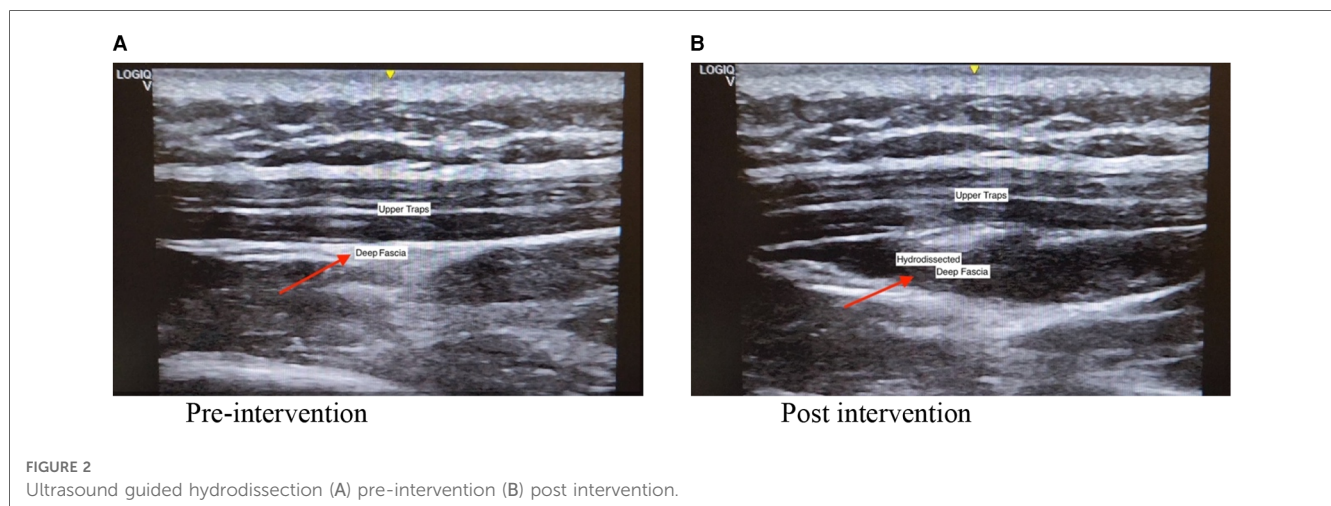 A
B
LOGIQ
V
Upper Traps
Deep Fascia
LOGIQ
V
Upper Traps
Hydrodissected
Deep Fascia
Pre-intervention
Post intervention
FIGURE 2
Ultrasound guided hydrodissection (A) pre-intervention (B) post intervention.